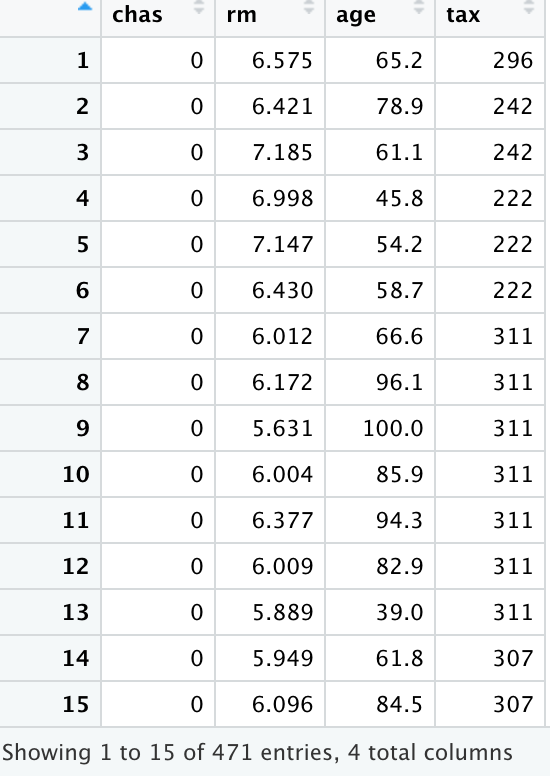 chas rm age tax
1 0 6.575 65.2 296
2 0 6.421 78.9 242
3 0 7.185 61.1 242
4 0 6.998 45.8 222
5 0 7.147 54.2 222
6 0 6.430 58.7 222
7 0 6.012 66.6 311
8 0 6.172 96.1 311
9 0 5.631 100.0 311
10 0 6.004 85.9 311
11 0 6.377 94.3 311
12 0 6.009 82.9 311
13 0 5.889 39.0 311
14 0 5.949 61.8 307
15 0 6.096 84.5 307
Showing 1 to 15 of 471 entries, 4 total columns